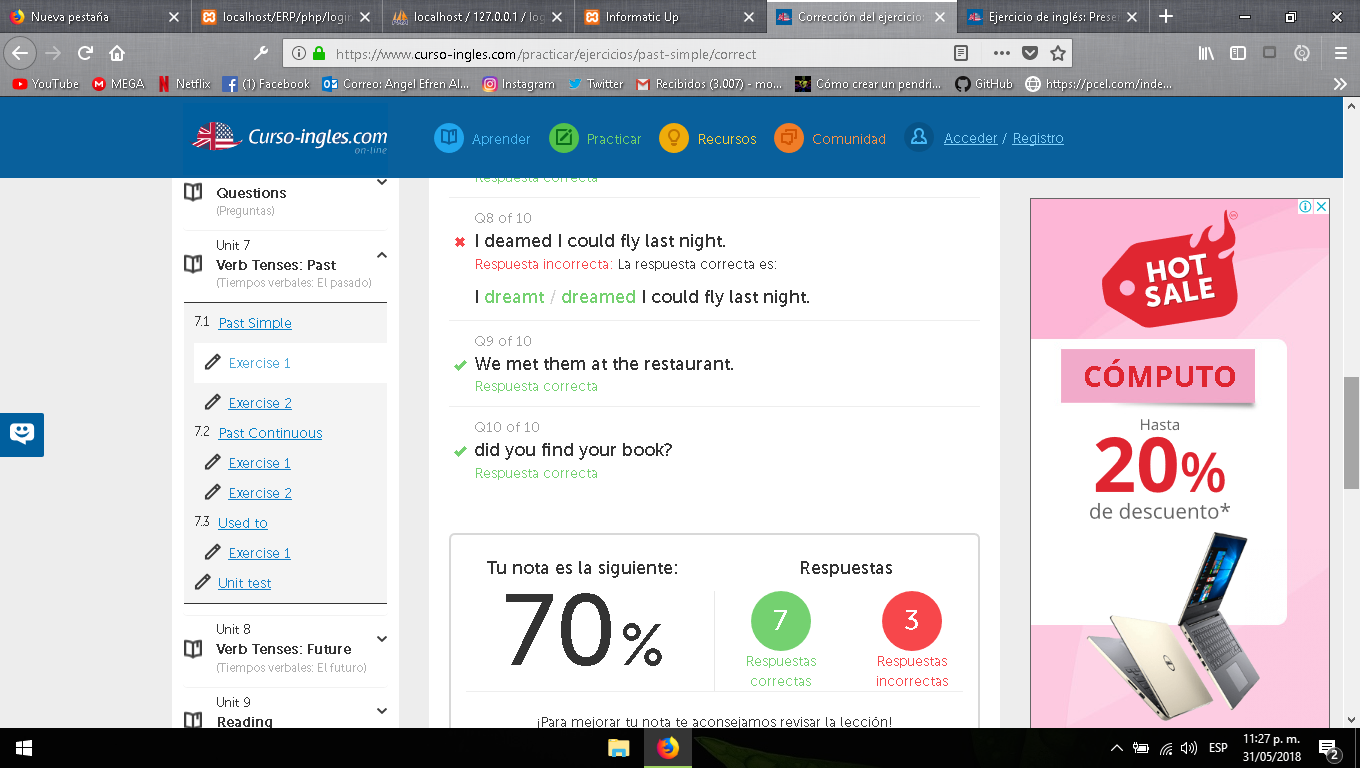 Nueva pestaña
localhost/ERP/php/logi
localhost / 127.0.0.1 / log
Informatic Up
Corrección del ejercicio
Ejercicio de inglés: Prese
https://www.curso-ingles.com/practicar/ejercicios/past-simple/correct
YouTube
MEGA
Netflix
(1) Facebook
Correo: Angel Efren Al...
Instagram
Twitter
Recibidos (3.007) - mo...
Cómo crear un pendri...
GitHub
https://pcel.com/inde...
Curso-ingles.com
on-line
Aprender
Practicar
Recursos
Comunidad
Acceder / Registro
Questions
(Preguntas)
Unit 7
Verb Tenses: Past
(Tiempos verbales: El pasado)
7.1 Past Simple
Exercise 1
Exercise 2
7.2 Past Continuous
Exercise 1
Exercise 2
7.3 Used to
Exercise 1
Unit test
Unit 8
Verb Tenses: Future
(Tiempos verbales: El futuro)
Unit 9
Reading
Respuesta correcta
Q8 of 10
I deamed I could fly last night.
Respuesta incorrecta: La respuesta correcta es:
I dreamt / dreamed I could fly last night.
Q9 of 10
We met them at the restaurant.
Respuesta correcta
Q10 of 10
did you find your book?
Respuesta correcta
Tu nota es la siguiente:
70%
Respuestas
7
Respuestas
correctas
3
Respuestas
incorrectas
¡Para mejorar tu nota te aconsejamos revisar la lección!
HOT
SALE
CÓMPUTO
Hasta
20%
de descuento*
ESP
11:27 p. m.
31/05/2018
2